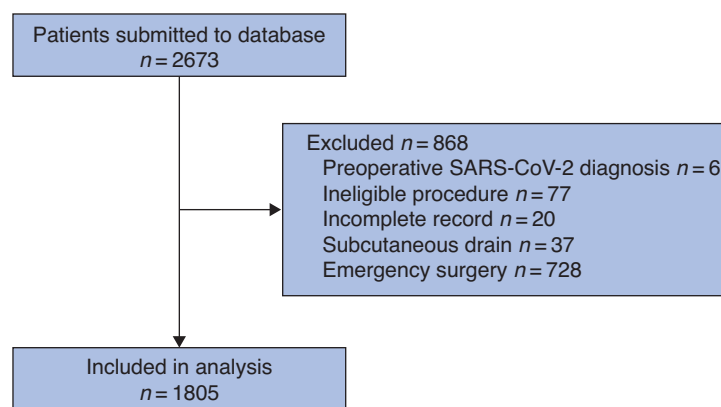 Patients submitted to database
n = 2673
Excluded n = 868
Preoperative SARS-CoV-2 diagnosis n = 6
Ineligible procedure n = 77
Incomplete record n = 20
Subcutaneous drain n = 37
Emergency surgery n = 728
Included in analysis
n = 1805